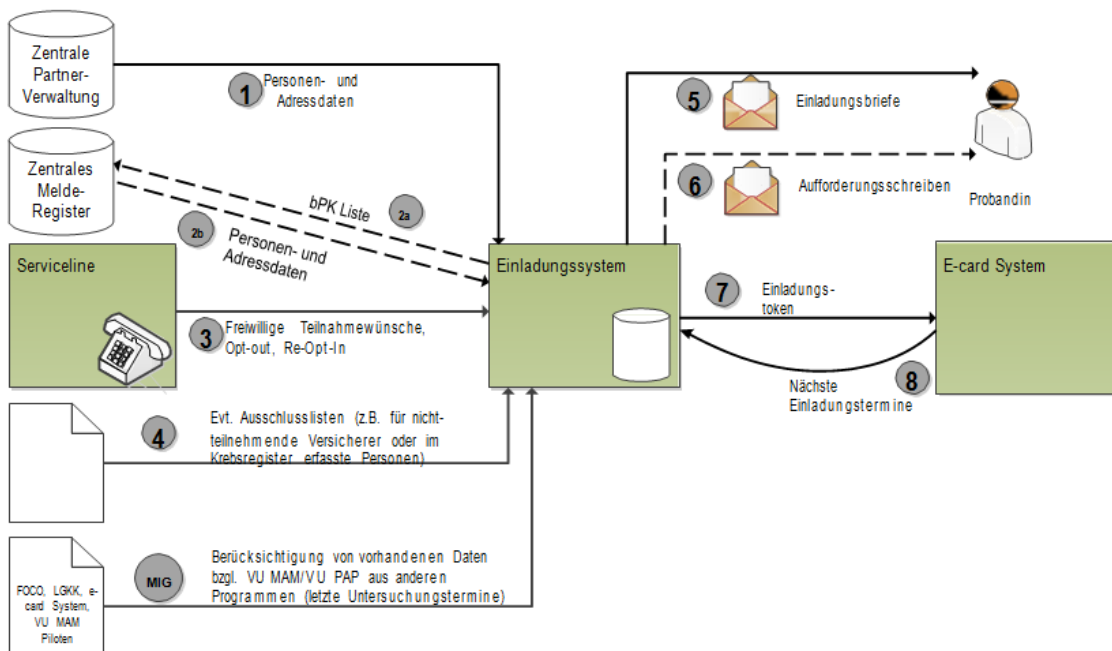 Zentrale
Partner-
Verwaltung
1
Personen- und
Adressdaten
5
Einladungsbriefe
Zentrales
Melde-
Register
bPK Liste
2a
2b
Personen- und
Adressdaten
6
Aufforderungsschreiben
Probandin
Serviceline
Einladungssystem
E-card System
3
Freiwillige Teilnahmewünsche,
Opt-out, Re-Opt-In
7
Einladungs-
token
Nächste
Einladungstermine
8
4
Evt. Ausschlusslisten (z.B. für nicht-
teilnehmende Versicherer oder im
Krebsregister erfasste Personen)
MIG
Berücksichtigung von vorhandenen Daten
bzgl. VU MAM/VU PAP aus anderen
Programmen (letzte Untersuchungstermine)
FOCO, LGKK, e-
card System,
VU MAM
Piloten